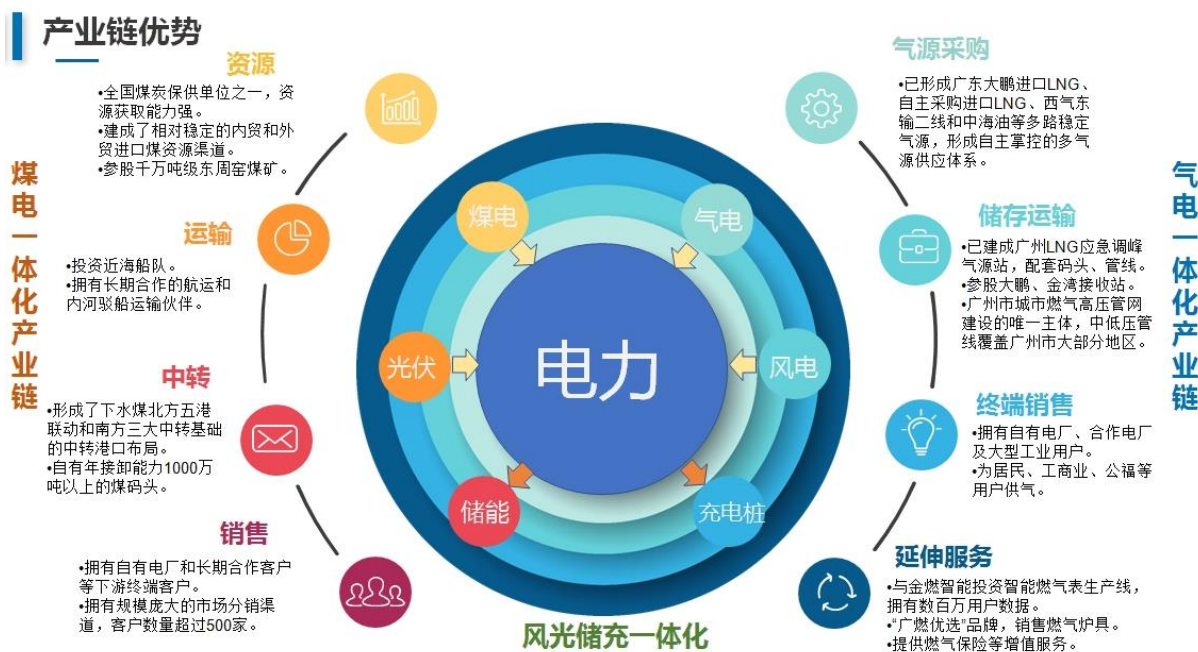 产业链优势
煤电一体化产业链
资源
•全国煤炭保供单位之一，资
源获取能力强。
•建成了相对稳定的内贸和外
贸进口煤资源渠道。
•参股千万吨级东周窑煤矿。
运输
•投资近海船队。
•拥有长期合作的航运和
内河驳船运输伙伴。
中转
•形成了下水煤北方五港
联动和南方三大中转基础
的中转港口布局。
•自有年接卸能力1000万
吨以上的煤码头。
销售
•拥有自有电厂和长期合作客户
等下游终端客户。
•拥有规模庞大的市场分销渠
道，客户数量超过500家。
煤电
气电
光伏
电力
风电
储能
充电桩
风光储充一体化
气源采购
•已形成广东大鹏进口LNG、
自主采购进口LNG、西气东
输二线和中海油等多路稳定
气源，形成自主掌控的多气
源供应体系。
储存运输
•已建成广州LNG应急调峰
气源站，配套码头、管线。
•参股大鹏、金湾接收站。
•广州市城市燃气高压管网
建设的唯一主体，中低压管
线覆盖广州市大部分地区。
终端销售
•拥有自有电厂、合作电厂
及大型工业用户。
•为居民、工商业、公福等
用户供气。
延伸服务
•与金燃智能投资智能燃气表生产线，
拥有数百万用户数据。
•“广燃优选”品牌，销售燃气炉具。
•提供燃气保险等增值服务。
气电一体化产业链